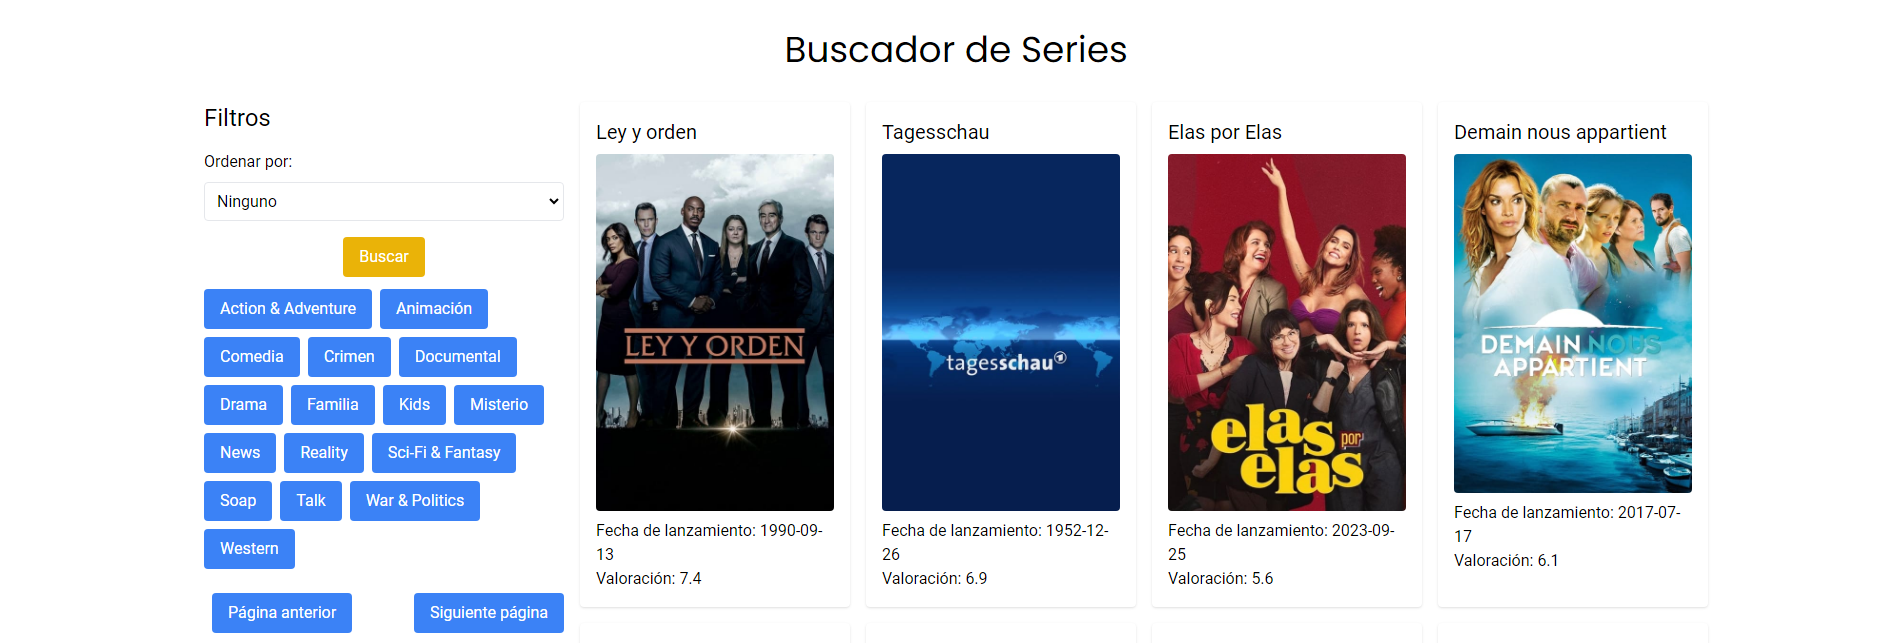 Buscador de Series
Filtros
Ordenar por:
Ninguno
Buscar
Action & Adventure
Animación
Comedia
Crimen
Documental
Drama
Familia
Kids
Misterio
News
Reality
Sci-Fi & Fantasy
Soap
Talk
War & Politics
Western
Página anterior
Siguiente página
Ley y orden
LEY Y ORDEN
Fecha de lanzamiento: 1990-09-
13
Valoración: 7.4
Tagesschau
tagesschau
Fecha de lanzamiento: 1952-12-
26
Valoración: 6.9
Elas por Elas
elas por
elas
Fecha de lanzamiento: 2023-09-
25
Valoración: 5.6
Demain nous appartient
DEMAIN NOUS
APPARTIENT
Fecha de lanzamiento: 2017-07-
17
Valoración: 6.1